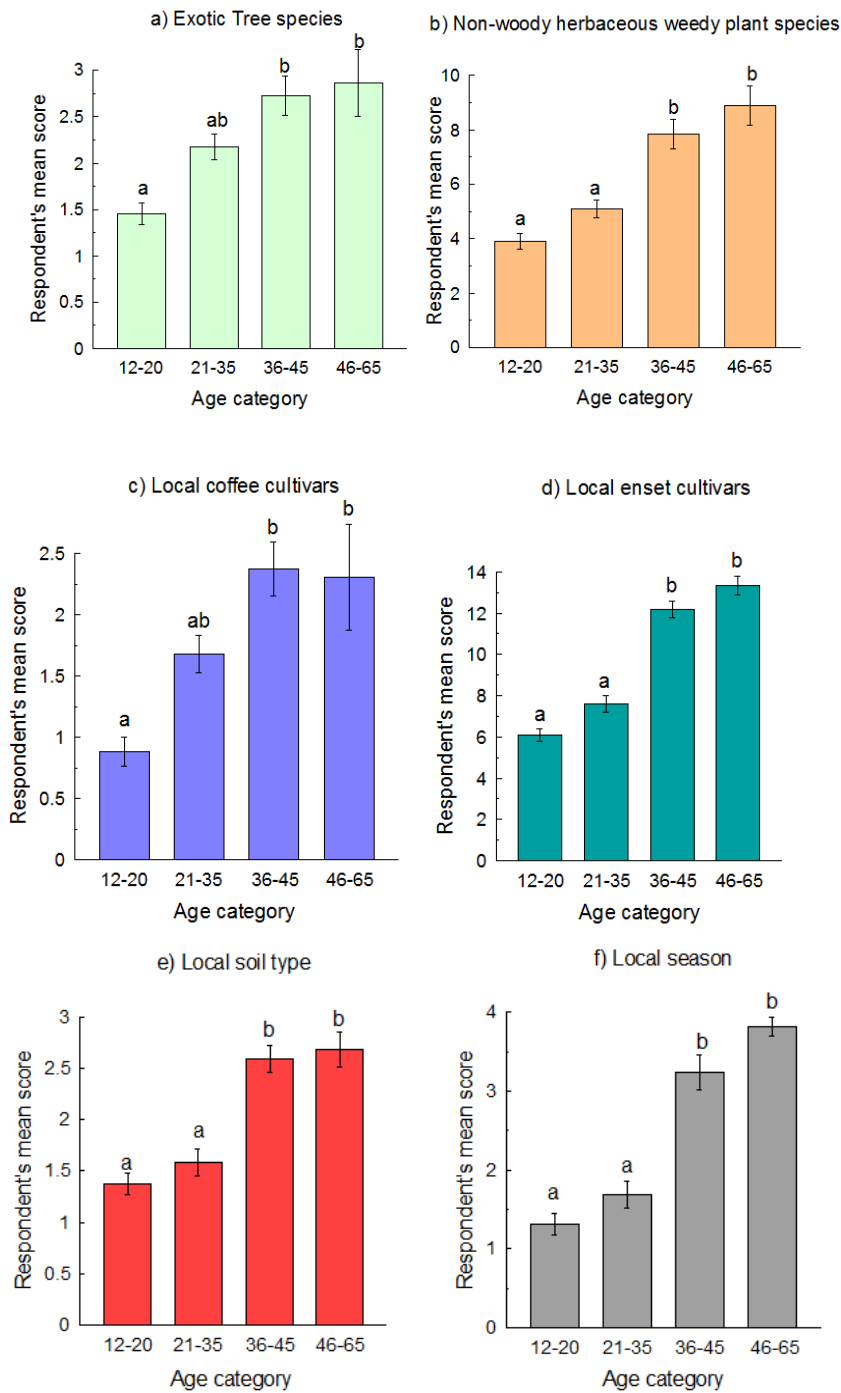 a) Exotic Tree species
Respondent's mean score
3
2.5
2
1.5
1
0.5
0
a
ab
b
b
12-20 21-35 36-45 46-65
Age category
b) Non-woody herbaceous weedy plant species
Respondent's mean score
10
8
6
4
2
0
a
a
b
b
12-20 21-35 36-45 46-65
Age category
c) Local coffee cultivars
Respondent's mean score
2.5
2
1.5
1
0.5
0
a
ab
b
b
12-20 21-35 36-45 46-65
Age category
d) Local enset cultivars
Respondent's mean score
14
12
10
8
6
4
2
0
a
a
b
b
12-20 21-35 36-45 46-65
Age category
e) Local soil type
Respondent's mean score
3
2.5
2
1.5
1
0.5
0
a
a
b
b
12-20 21-35 36-45 46-65
Age category
f) Local season
Respondent's mean score
4
3
2
1
0
a
a
b
b
12-20 21-35 36-45 46-65
Age category